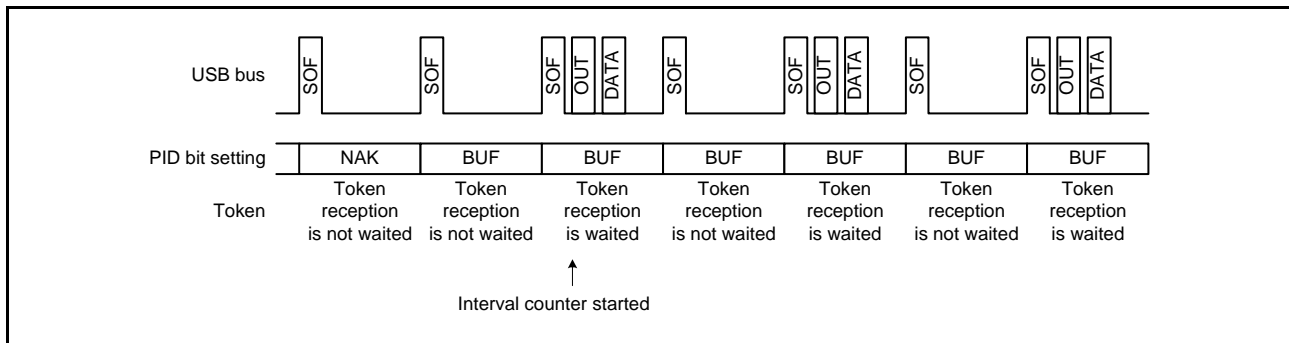 USB bus
SOF SOF SOF OUT DATA SOF SOF OUT DATA SOF SOF OUT DATA
PID bit setting NAK BUF BUF BUF BUF BUF BUF
Token
Token Token Token Token Token Token Token
reception reception reception reception reception reception reception
is not waited is not waited is waited is not waited is waited is not waited is waited
Interval counter started